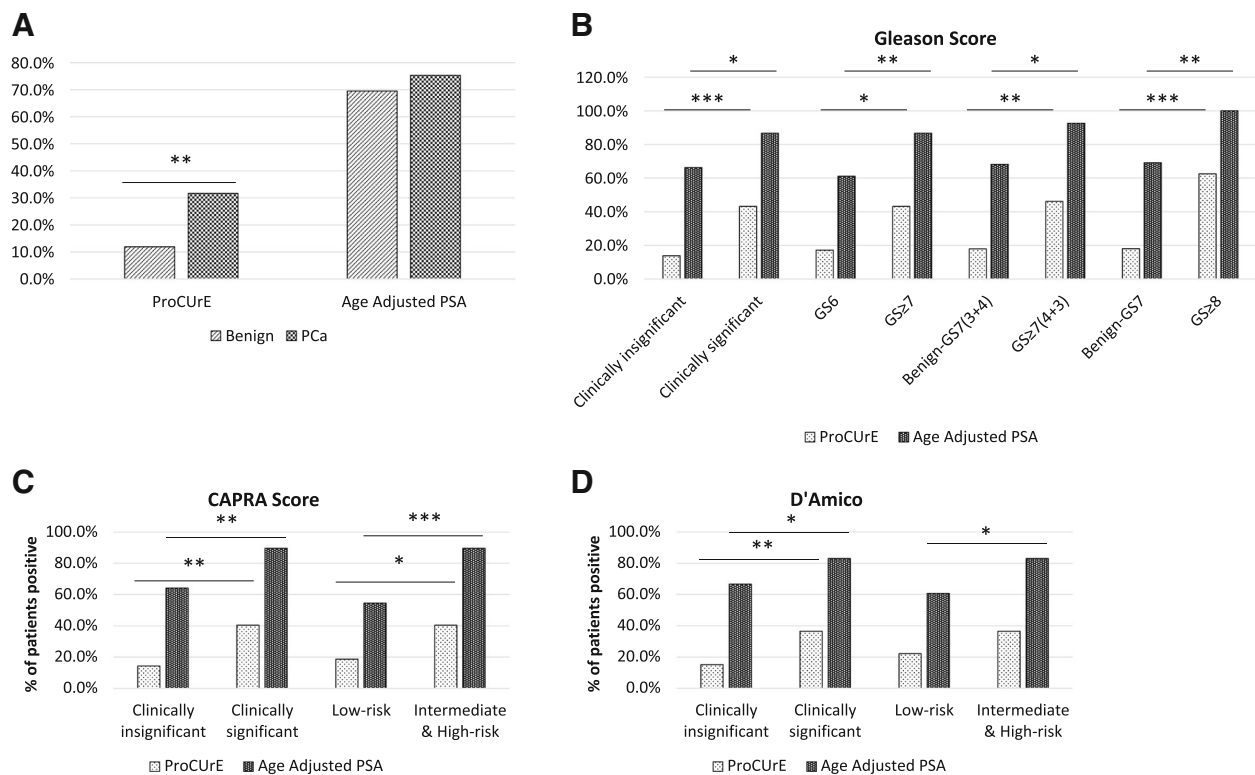 A
80.0%
70.0%
60.0%
50.0%
40.0%
30.0%
20.0%
10.0%
0.0%
**
ProCUrE
Age Adjusted PSA
Benign PCa
B
Gleason Score
120.0%
100.0%
80.0%
60.0%
40.0%
20.0%
0.0%
* ** * **
*** * ** ***
Clinically insignificant
Clinically significant
GS6
GS≥7
Benign-GS7(3+4)
GS≥7(4+3)
Benign-GS7
GS≥8
ProCUrE Age Adjusted PSA
C
CAPRA Score
% of patients positive
100.0%
80.0%
60.0%
40.0%
20.0%
0.0%
** ***
** *
Clinically
insignificant
Clinically
significant
Low-risk
Intermediate
& High-risk
ProCUrE Age Adjusted PSA
D
D'Amico
% of patients positive
100.0%
80.0%
60.0%
40.0%
20.0%
0.0%
* *
**
Clinically
insignificant
Clinically
significant
Low-risk
Intermediate
& High-risk
ProCUrE Age Adjusted PSA